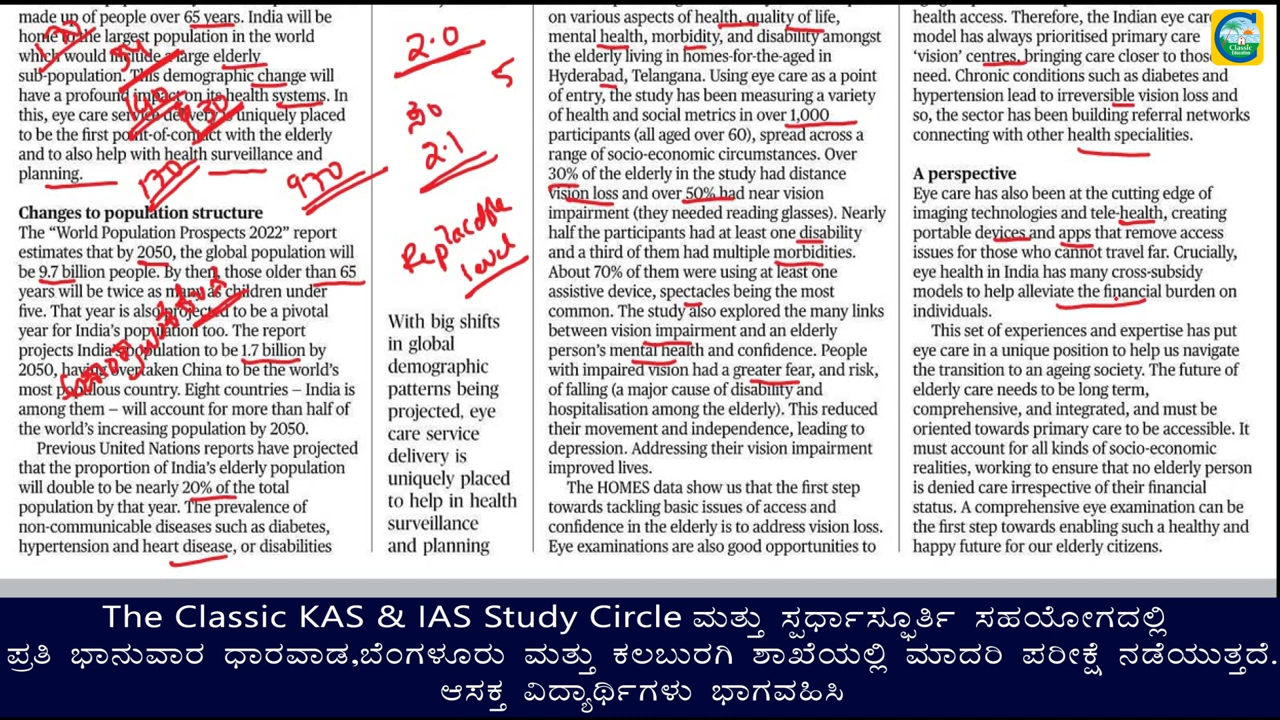 made up of people over 65 years. India will be
home to the largest population in the world
which would include a large elderly
sub-population. This demographic change will
have a profound impact on its health systems. In
this, eye care service delivery is uniquely placed
to be the first point-of-contact with the elderly
and to also help with health surveillance and
planning.
Changes to population structure
The “World Population Prospects 2022” report
estimates that by 2050, the global population will
be 9.7 billion people. By then, those older than 65
years will be twice as many as children under
five. That year is also projected to be a pivotal
year for India’s population too. The report
projects India’s population to be 1.7 billion by
2050, having overtaken China to be the world’s
most populous country. Eight countries – India is
among them – will account for more than half of
the world’s increasing population by 2050.
Previous United Nations reports have projected
that the proportion of India’s elderly population
will double to be nearly 20% of the total
population by that year. The prevalence of
non-communicable diseases such as diabetes,
hypertension and heart disease, or disabilities
130
930
2.0
5
30
2.1
Replaceable
level
With big shifts
in global
demographic
patterns being
projected, eye
care service
delivery is
uniquely placed
to help in health
surveillance
and planning
on various aspects of health, quality of life,
mental health, morbidity, and disability amongst
the elderly living in homes-for-the-aged in
Hyderabad, Telangana. Using eye care as a point
of entry, the study has been measuring a variety
of health and social metrics in over 1,000
participants (all aged over 60), spread across a
range of socio-economic circumstances. Over
30% of the elderly in the study had distance
vision loss and over 50% had near vision
impairment (they needed reading glasses). Nearly
half the participants had at least one disability
and a third of them had multiple morbidities.
About 70% of them were using at least one
assistive device, spectacles being the most
common. The study also explored the many links
between vision impairment and an elderly
person’s mental health and confidence. People
with impaired vision had a greater fear, and risk,
of falling (a major cause of disability and
hospitalisation among the elderly). This reduced
their movement and independence, leading to
depression. Addressing their vision impairment
improved lives.
The HOMES data show us that the first step
towards tackling basic issues of access and
confidence in the elderly is to address vision loss.
Eye examinations are also good opportunities to
health access. Therefore, the Indian eye care
model has always prioritised primary care
‘vision’ centres, bringing care closer to those
need. Chronic conditions such as diabetes and
hypertension lead to irreversible vision loss and
so, the sector has been building referral networks
connecting with other health specialities.
A perspective
Eye care has also been at the cutting edge of
imaging technologies and tele-health, creating
portable devices and apps that remove access
issues for those who cannot travel far. Crucially,
eye health in India has many cross-subsidy
models to help alleviate the financial burden on
individuals.
This set of experiences and expertise has put
eye care in a unique position to help us navigate
the transition to an ageing society. The future of
elderly care needs to be long term,
comprehensive, and integrated, and must be
oriented towards primary care to be accessible. It
must account for all kinds of socio-economic
realities, working to ensure that no elderly person
is denied care irrespective of their financial
status. A comprehensive eye examination can be
the first step towards enabling such a healthy and
happy future for our elderly citizens.
Classic
Education
The Classic KAS & IAS Study Circle ಮತ್ತು ಸ್ಪರ್ಧಾಸ್ಫೂರ್ತಿ ಸಹಯೋಗದಲ್ಲಿ
ಪ್ರತಿ ಭಾನುವಾರ ಧಾರವಾಡ,ಬೆಂಗಳೂರು ಮತ್ತು ಕಲಬುರಗಿ ಶಾಖೆಯಲ್ಲಿ ಮಾದರಿ ಪರೀಕ್ಷೆ ನಡೆಯುತ್ತದೆ.
ಆಸಕ್ತ ವಿದ್ಯಾರ್ಥಿಗಳು ಭಾಗವಹಿಸಿ